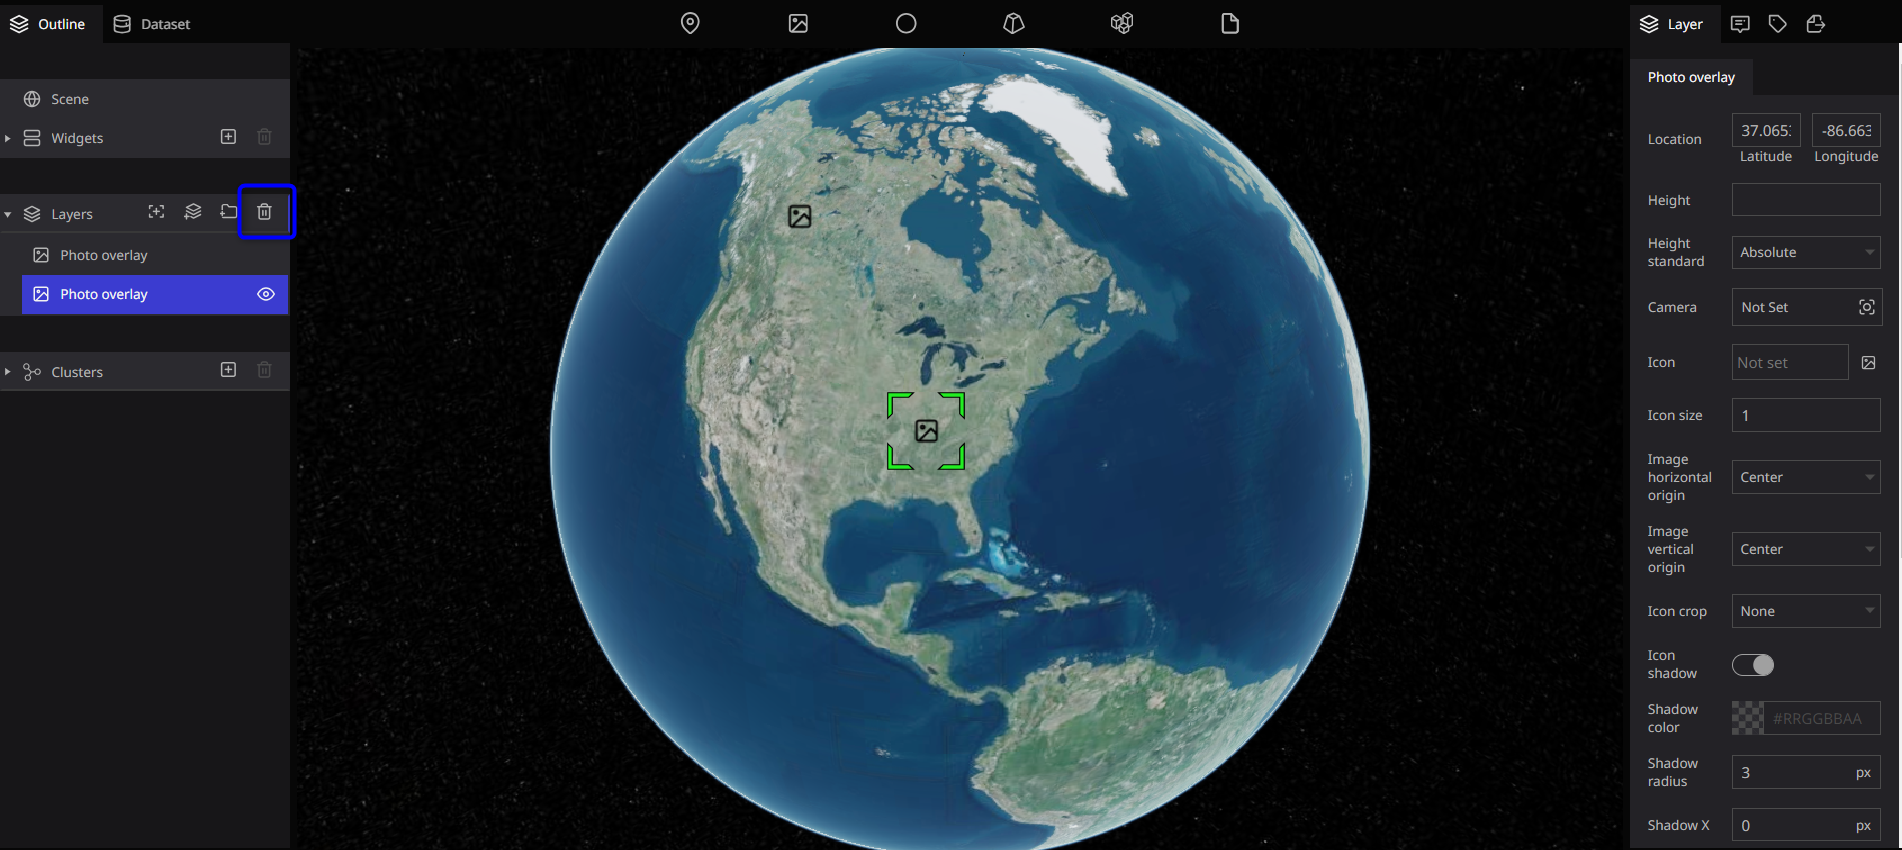 Outline
Dataset
Scene
Widgets
Layers
Photo overlay
Photo overlay
Clusters
Layer
Photo overlay
Location
37.065
-86.663
Latitude
Longitude
Height
Height
standard
Absolute
Camera
Not Set
Icon
Not set
Icon size
1
Image
horizontal
origin
Center
Image
vertical
origin
Center
Icon crop
None
Icon
shadow
Shadow
color
#RRGGBBAA
Shadow
radius
3
px
Shadow X
0
px